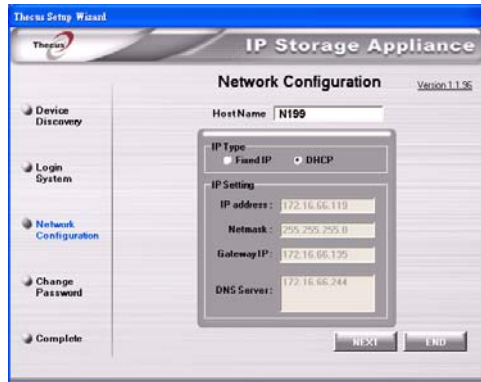 Thecus Setup Wizard
Thecus
IP Storage Appliance
Network Configuration
Version 1.1.96
HostName N199
Device
Discovery
Login
System
Network
Configuration
Change
Password
Complete
IP Type
Fixed IP
DHCP
IP Setting
IP address : 172.16.66.119
Netmask : 255.255.255.0
Gateway IP : 172.16.66.135
DNS Server: 172.16.66.244
NEXT
END